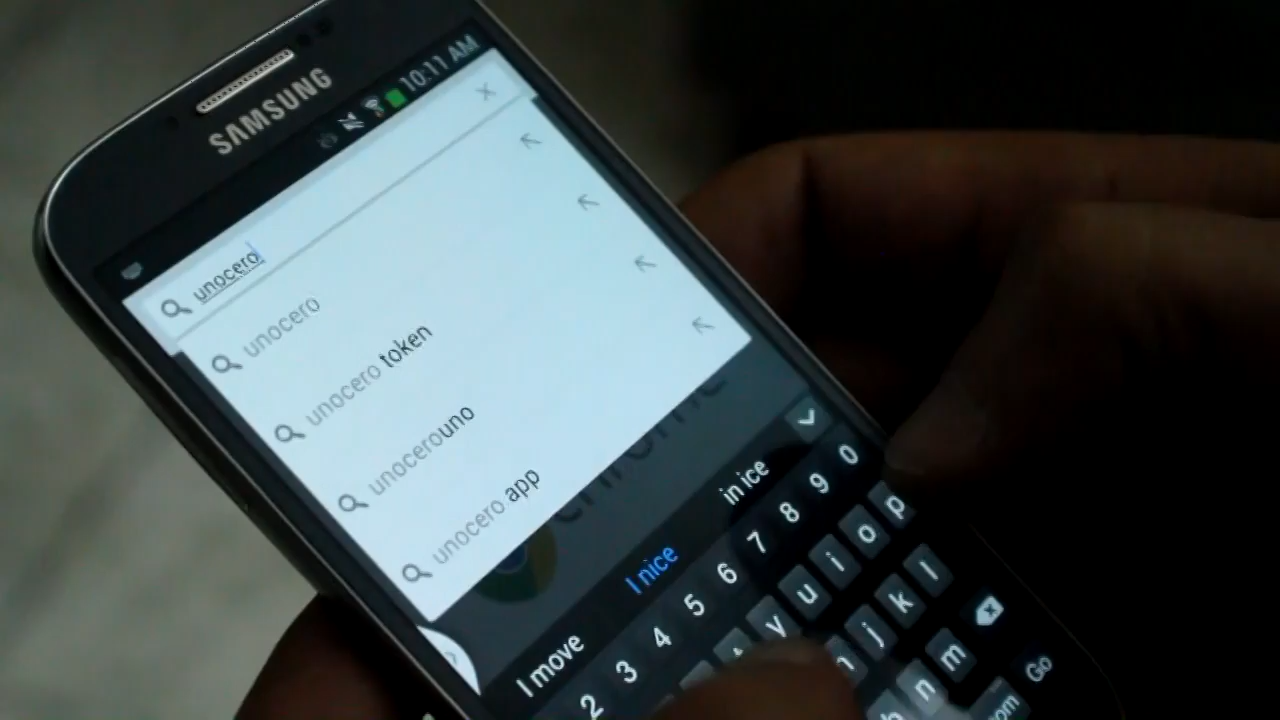 SAMSUNG
10:11 AM
unocero
unocero
unocero token
unocerouno
unocero app
chrome
I move
I nice
in ice
2 3 4 5 6 7 8 9 0
y u i o p
j k l
n m
Go